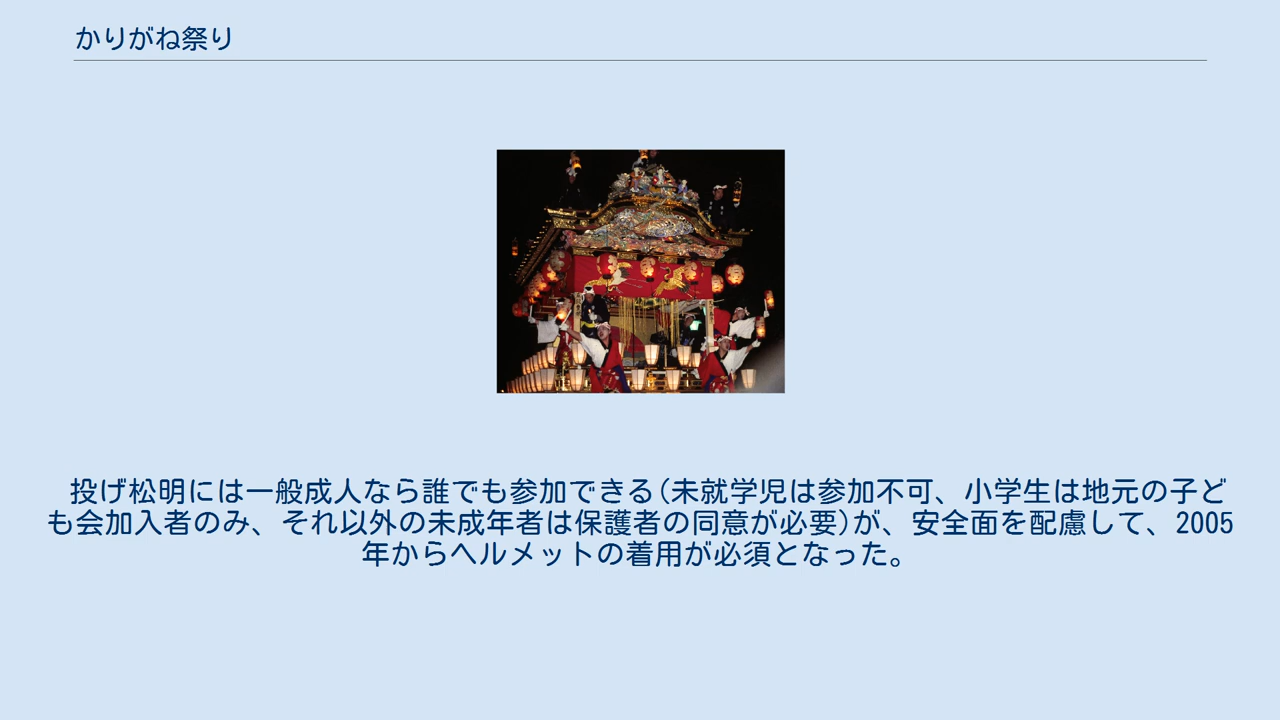 かりがね祭り
投げ松明には一般成人なら誰でも参加できる(未就学児は参加不可、小学生は地元の子ど
も会加入者のみ、それ以外の未成年者は保護者の同意が必要)が、安全面を配慮して、2005
年からヘルメットの着用が必須となった。